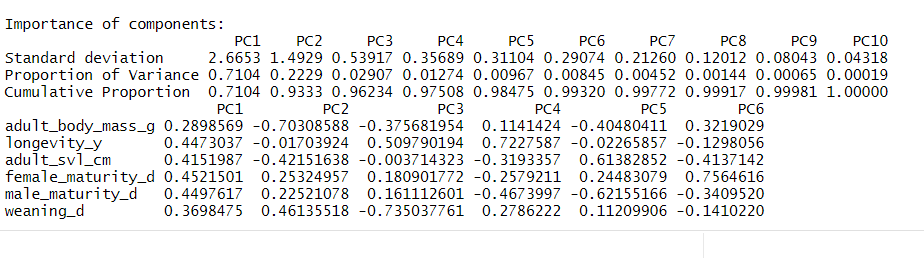 Importance of components:
PC1 PC2 PC3 PC4 PC5 PC6 PC7 PC8 PC9 PC10
Standard deviation 2.6653 1.4929 0.53917 0.35689 0.31104 0.29074 0.21260 0.12012 0.08043 0.04318
Proportion of Variance 0.7104 0.2229 0.02907 0.01274 0.00967 0.00845 0.00452 0.00144 0.00065 0.00019
Cumulative Proportion 0.7104 0.9333 0.96234 0.97508 0.98475 0.99320 0.99772 0.99917 0.99981 1.00000
PC1 PC2 PC3 PC4 PC5 PC6
adult_body_mass_g 0.2898569 -0.70308588 -0.375681954 0.1141424 -0.40480411 0.3219029
longevity_y 0.4473037 -0.01703924 0.509790194 0.7227587 -0.02265857 -0.1298056
adult_svl_cm 0.4151987 -0.42151638 -0.003714323 -0.3193357 0.61382852 -0.4137142
female_maturity_d 0.4521501 0.25324957 0.180901772 -0.2579211 0.24483079 0.7564616
male_maturity_d 0.4497617 0.22521078 0.161112601 -0.4673997 -0.62155166 -0.3409520
weaning_d 0.3698475 0.46135518 -0.735037761 0.2786222 0.11209906 -0.1410220